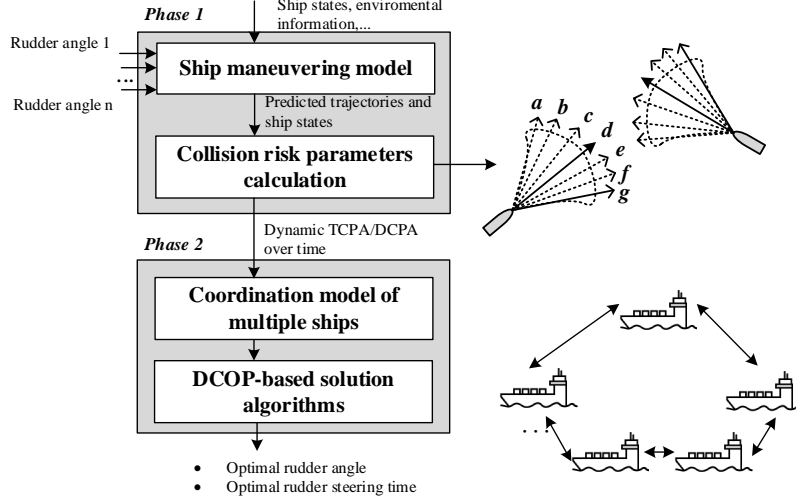 Phase 1
Ship states, enviromental
information,...
Rudder angle 1
...
Rudder angle n
Ship maneuvering model
Predicted trajectories and
ship states
Collision risk parameters
calculation
a
b
c
d
e
f
g
Phase 2
Dynamic TCPA/DCPA
over time
Coordination model of
multiple ships
DCOP-based solution
algorithms
...
• Optimal rudder angle
• Optimal rudder steering time